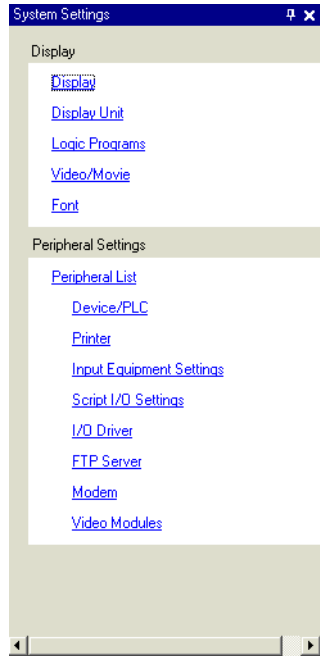 System Settings
Display
Display
Display Unit
Logic Programs
Video/Movie
Font
Peripheral Settings
Peripheral List
Device/PLC
Printer
Input Equipment Settings
Script I/O Settings
I/O Driver
FTP Server
Modem
Video Modules